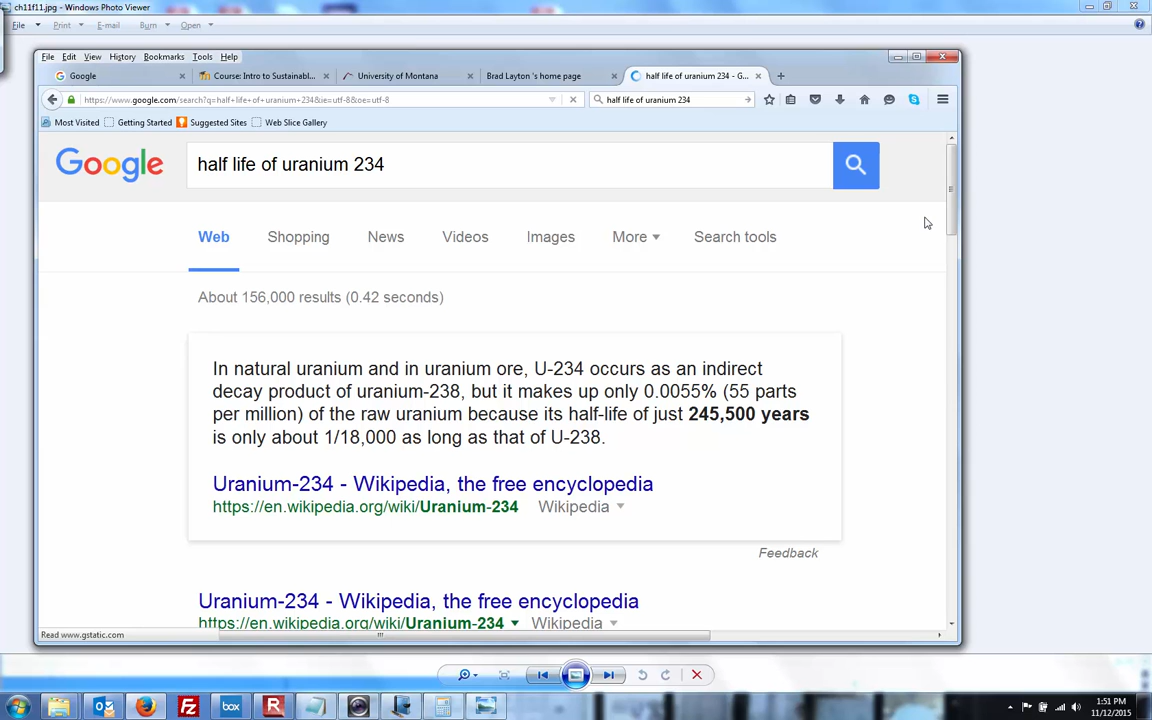 ch11f11.jpg - Windows Photo Viewer
File Print E-mail Burn Open
File Edit View History Bookmarks Tools Help
Google Course: Intro to Sustainabl... University of Montana Brad Layton 's home page half life of uranium 234 - G...
https://www.google.com/search?q=half+life+of+uranium+234&ie=utf-8&oe=utf-8 half life of uranium 234
Most Visited Getting Started Suggested Sites Web Slice Gallery
Google half life of uranium 234
Web Shopping News Videos Images More Search tools
About 156,000 results (0.42 seconds)
In natural uranium and in uranium ore, U-234 occurs as an indirect
decay product of uranium-238, but it makes up only 0.0055% (55 parts
per million) of the raw uranium because its half-life of just 245,500 years
is only about 1/18,000 as long as that of U-238.
Uranium-234 - Wikipedia, the free encyclopedia
https://en.wikipedia.org/wiki/Uranium-234 Wikipedia
Feedback
Uranium-234 - Wikipedia, the free encyclopedia
https://en.wikipedia.org/wiki/Uranium-234 Wikipedia
Read www.gstatic.com
FZ box R
1:51 PM
11/12/2015